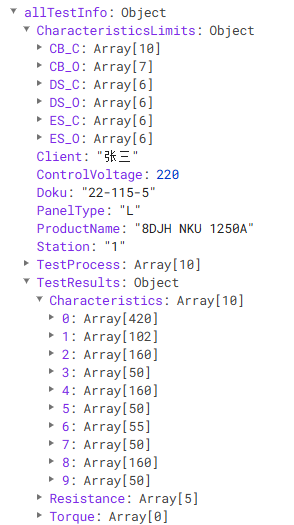 allTestInfo: Object
CharacteristicsLimits: Object
CB_C: Array[10]
CB_O: Array[7]
DS_C: Array[6]
DS_O: Array[6]
ES_C: Array[6]
ES_O: Array[6]
Client: "张三"
ControlVoltage: 220
Doku: "22-115-5"
PanelType: "L"
ProductName: "8DJH NKU 1250A"
Station: "1"
TestProcess: Array[10]
TestResults: Object
Characteristics: Array[10]
0: Array[420]
1: Array[102]
2: Array[160]
3: Array[50]
4: Array[160]
5: Array[50]
6: Array[55]
7: Array[50]
8: Array[160]
9: Array[50]
Resistance: Array[5]
Torque: Array[0]